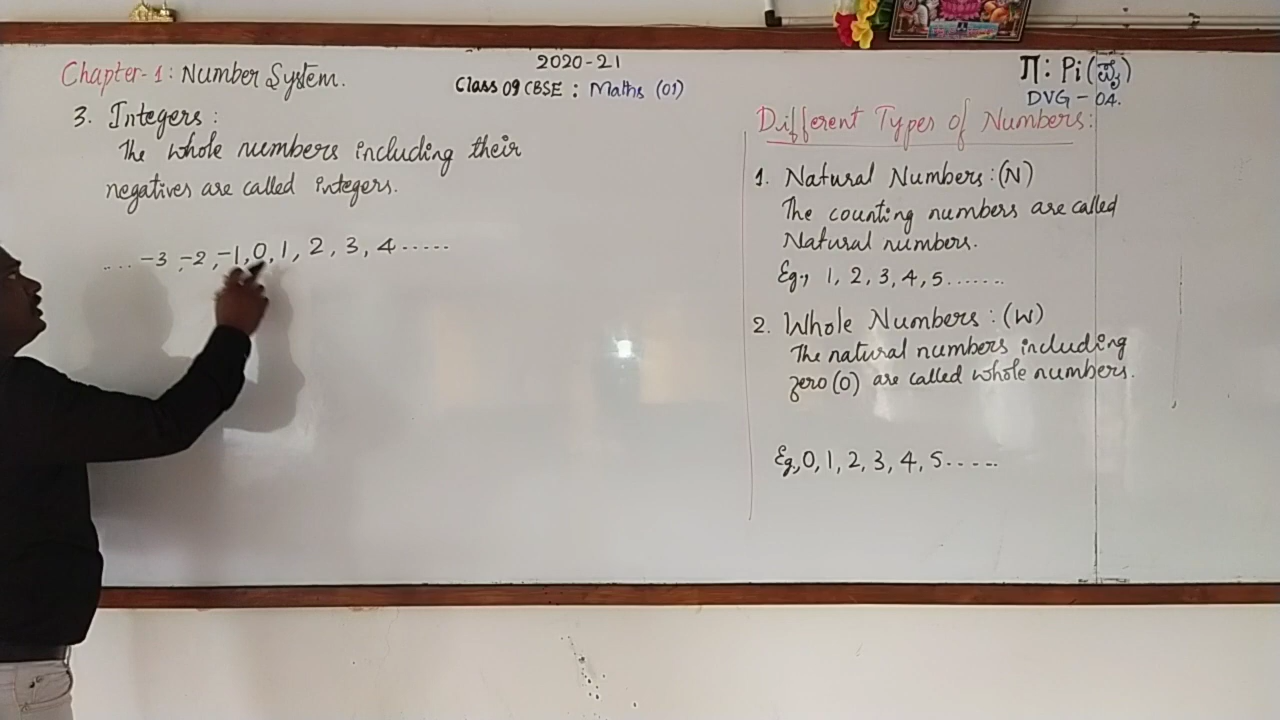 2020-21
Class 09 CBSE : Maths (01)
Π: Pi (ಪೈ)
DVG - 04.
Chapter-1: Number System.
3. Integers :
The whole numbers including their
negatives are called integers.
.... -3, -2, -1, 0, 1, 2, 3, 4 .....
Different Types of Numbers:
1. Natural Numbers: (N)
The counting numbers are called
Natural numbers.
Eg., 1, 2, 3, 4, 5.......
2. Whole Numbers: (W)
The natural numbers including
zero (0) are called whole numbers.
Eg., 0, 1, 2, 3, 4, 5.....